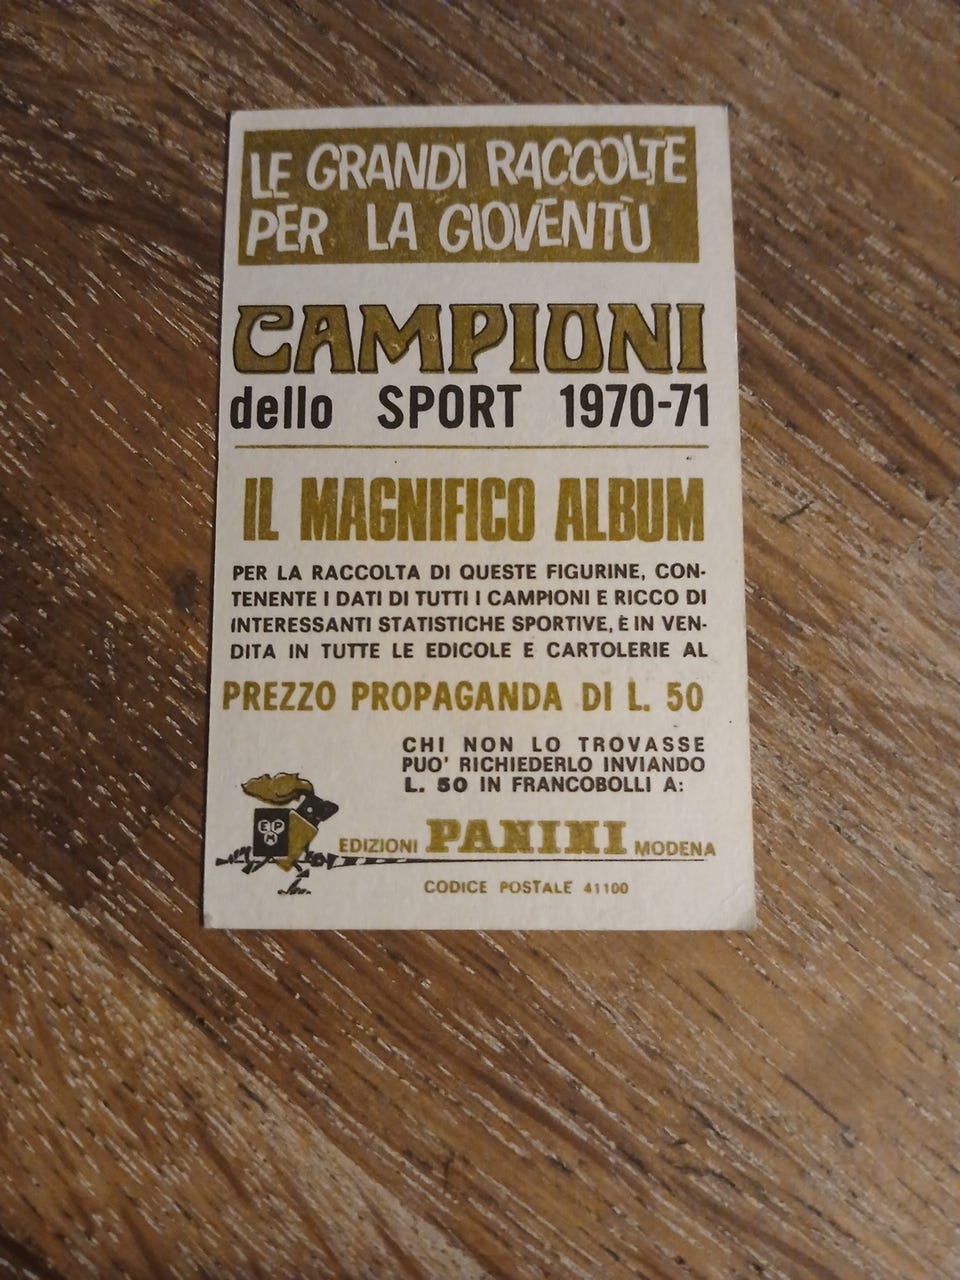 LE GRANDI RACCOLTE
PER LA GIOVENTÙ
CAMPIONI
dello SPORT 1970-71
IL MAGNIFICO ALBUM
PER LA RACCOLTA DI QUESTE FIGURINE, CON-
TENENTE I DATI DI TUTTI I CAMPIONI E RICCO DI
INTERESSANTI STATISTICHE SPORTIVE, È IN VEN-
DITA IN TUTTE LE EDICOLE E CARTOLERIE AL
PREZZO PROPAGANDA DI L. 50
CHI NON LO TROVASSE
PUO' RICHIEDERLO INVIANDO
L. 50 IN FRANCOBOLLI A:
EPM
EDIZIONI PANINI MODENA
CODICE POSTALE 41100